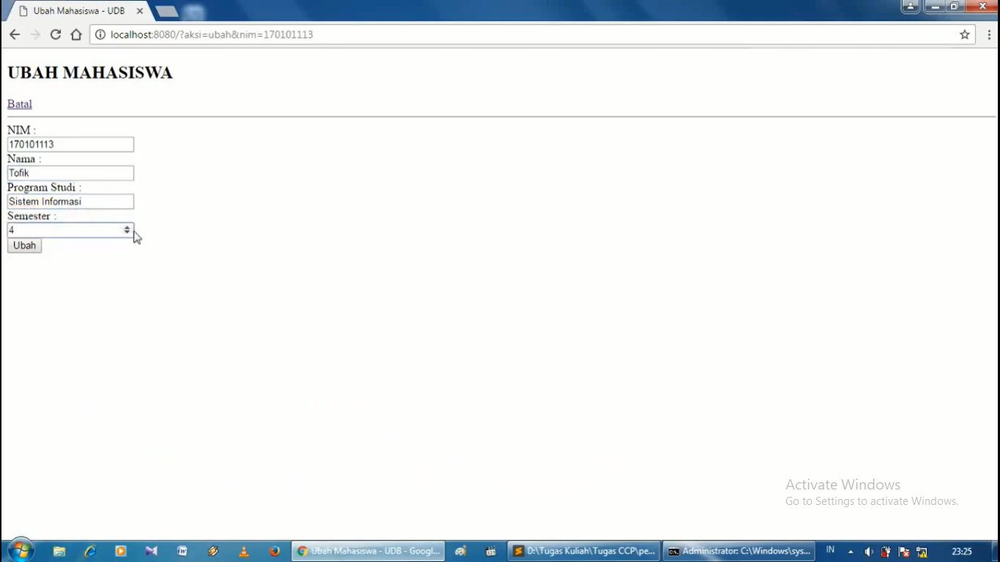 Ubah Mahasiswa - UDB
localhost:8080/?aksi=ubah&nim=170101113
UBAH MAHASISWA
Batal
NIM :
170101113
Nama :
Tofik
Program Studi :
Sistem Informasi
Semester :
4
Ubah
Activate Windows
Go to Settings to activate Windows.
Ubah Mahasiswa - UDB - Googl...
D:\Tugas Kuliah\Tugas CCP\pe...
Administrator: C:\Windows\sys...
IN
23:25